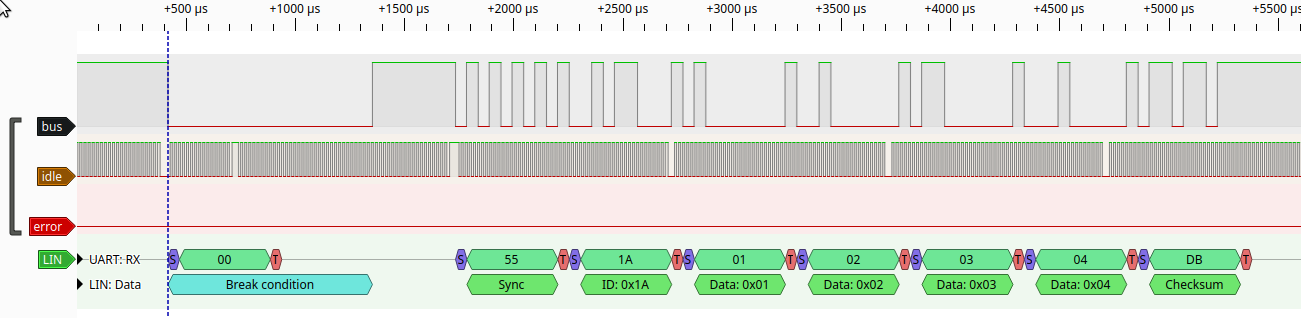 +500 µs +1000 µs +1500 µs +2000 µs +2500 µs +3000 µs +3500 µs +4000 µs +4500 µs +5000 µs +5500 µs
bus
idle
error
LIN UART: RX S 00 T S 55 T S 1A T S 01 T S 02 T S 03 T S 04 T S DB T
LIN: Data Break condition Sync ID: 0x1A Data: 0x01 Data: 0x02 Data: 0x03 Data: 0x04 Checksum